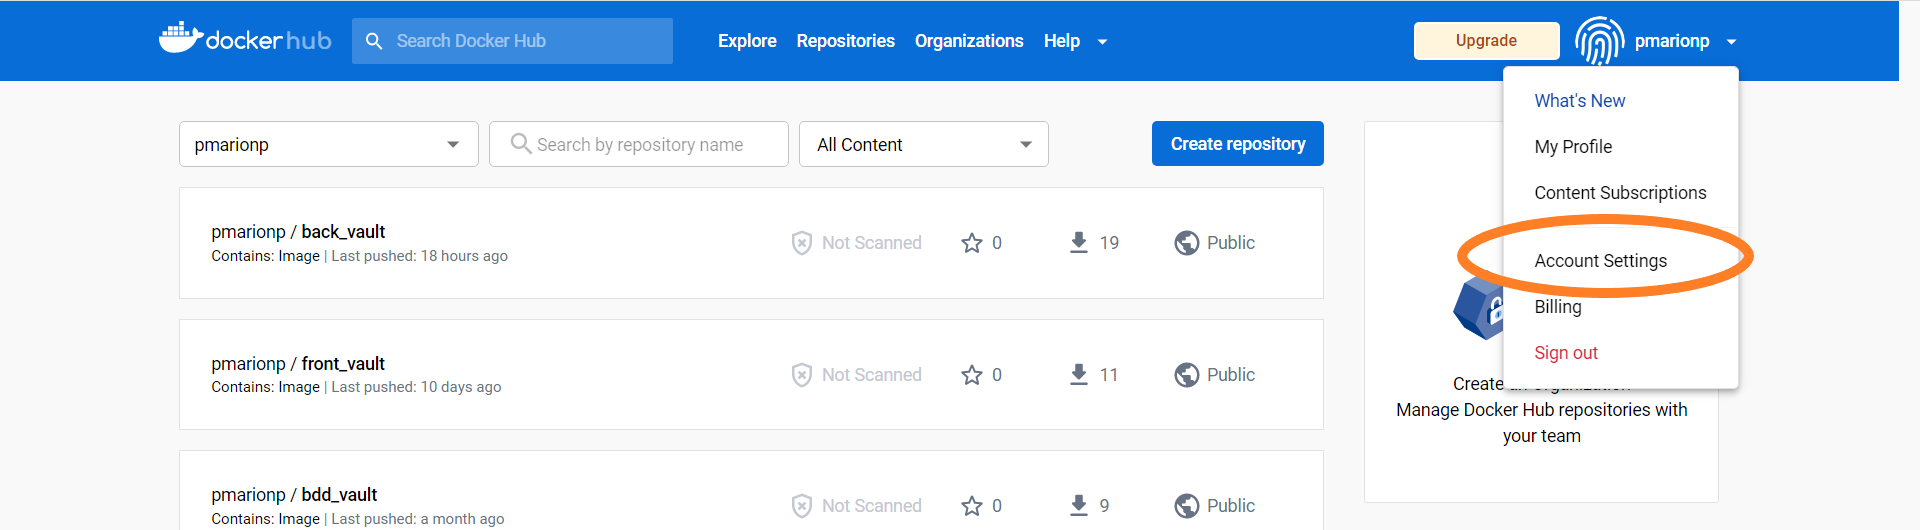 docker hub
Search Docker Hub
Explore Repositories Organizations Help
Upgrade
pmarionp
What's New
My Profile
Content Subscriptions
Account Settings
Billing
Sign out
pmarionp
Search by repository name
All Content
Create repository
pmarionp / back_vault
Contains: Image | Last pushed: 18 hours ago
Not Scanned 0 19 Public
pmarionp / front_vault
Contains: Image | Last pushed: 10 days ago
Not Scanned 0 11 Public
pmarionp / bdd_vault
Contains: Image | Last pushed: a month ago
Not Scanned 0 9 Public
Create an Organization
Manage Docker Hub repositories with
your team